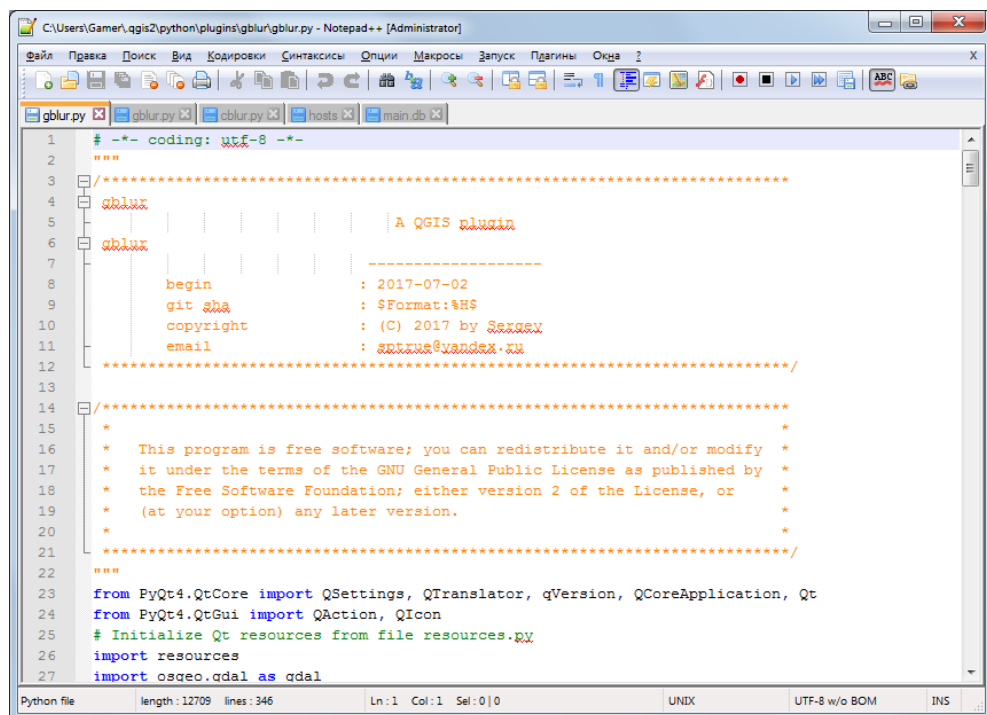 C:\Users\Gamer\.qgis2\python\plugins\gblur\gblur.py - Notepad++ [Administrator]
Файл Правка Поиск Вид Кодировки Синтаксисы Опции Макросы Запуск Плагины Окна ? X
ABC
gblur.py gblur.py cblur.py hosts main.db
1 # -*- coding: utf-8 -*-
2 """
3 /***************************************************************************
4 gblur
5 A QGIS plugin
6 gblur
7 -------------------
8 begin : 2017-07-02
9 git sha : $Format:%H$
10 copyright : (C) 2017 by Sergey
11 email : sptrue@yandex.ru
12 ***************************************************************************/
13
14 /***************************************************************************
15 * *
16 * This program is free software; you can redistribute it and/or modify *
17 * it under the terms of the GNU General Public License as published by *
18 * the Free Software Foundation; either version 2 of the License, or *
19 * (at your option) any later version. *
20 * *
21 ***************************************************************************/
22 """
23 from PyQt4.QtCore import QSettings, QTranslator, qVersion, QCoreApplication, Qt
24 from PyQt4.QtGui import QAction, QIcon
25 # Initialize Qt resources from file resources.py
26 import resources
27 import osgeo.gdal as gdal
Python file length : 12709 lines : 346 Ln : 1 Col : 1 Sel : 0 | 0 UNIX UTF-8 w/o BOM INS